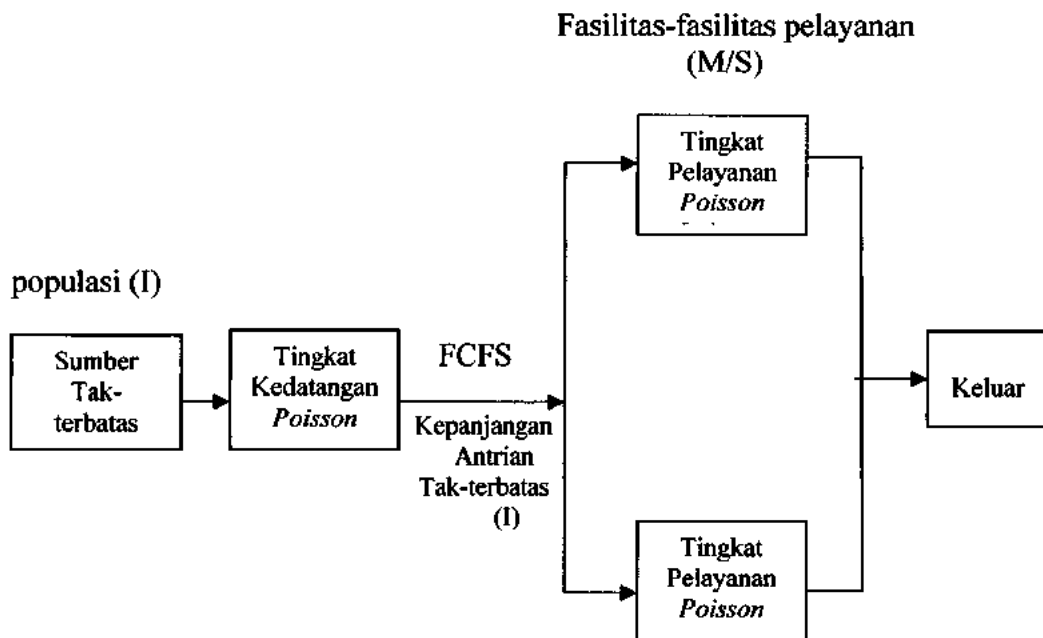 Fasilitas-fasilitas pelayanan
(M/S)
Tingkat
Pelayanan
Poisson
populasi (I)
Sumber
Tak-
terbatas
Tingkat
Kedatangan
Poisson
FCFS
Kepanjangan
Antrian
Tak-terbatas
(I)
Keluar
Tingkat
Pelayanan
Poisson